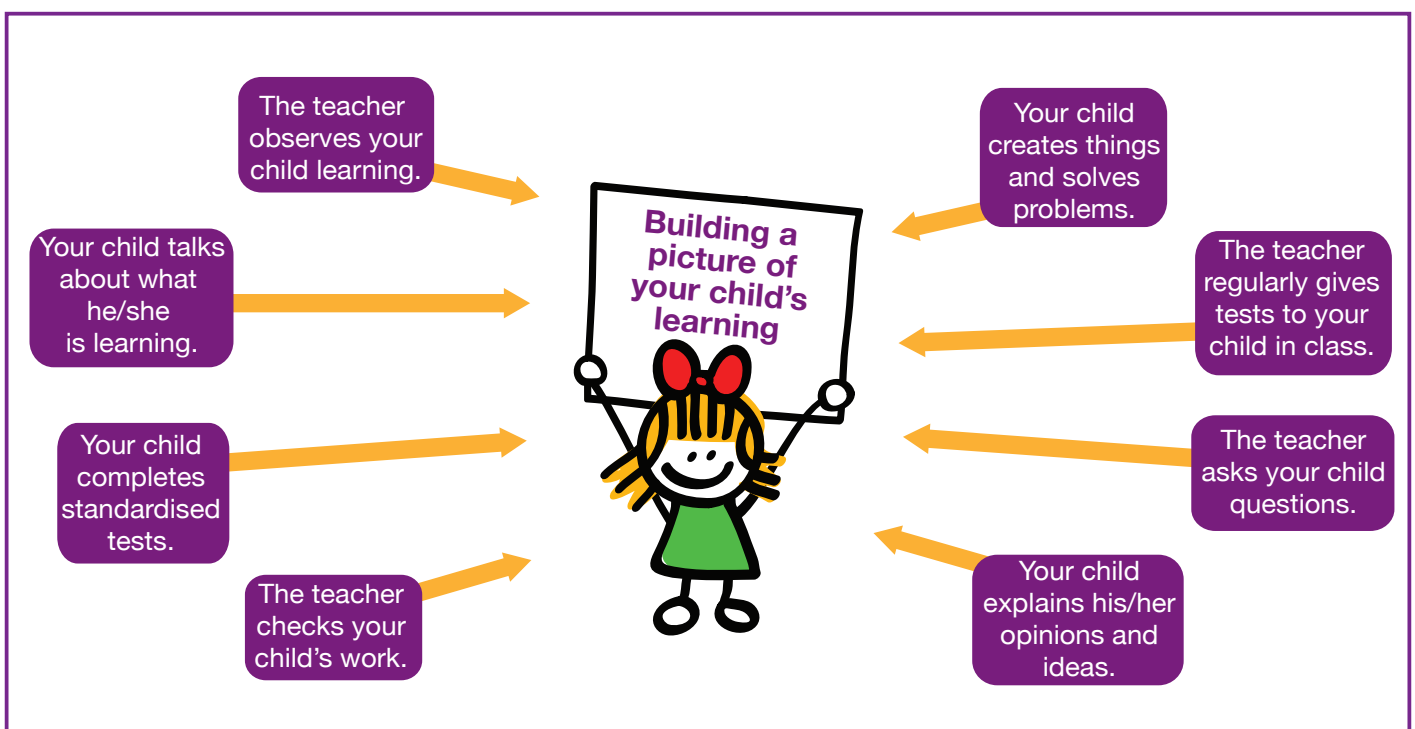 The teacher
observes your
child learning.
Your child talks
about what
he/she
is learning.
Your child
completes
standardised
tests.
The teacher
checks your
child’s work.
Building a
picture of
your child’s
learning
Your child
creates things
and solves
problems.
The teacher
regularly gives
tests to your
child in class.
The teacher
asks your child
questions.
Your child
explains his/her
opinions and
ideas.